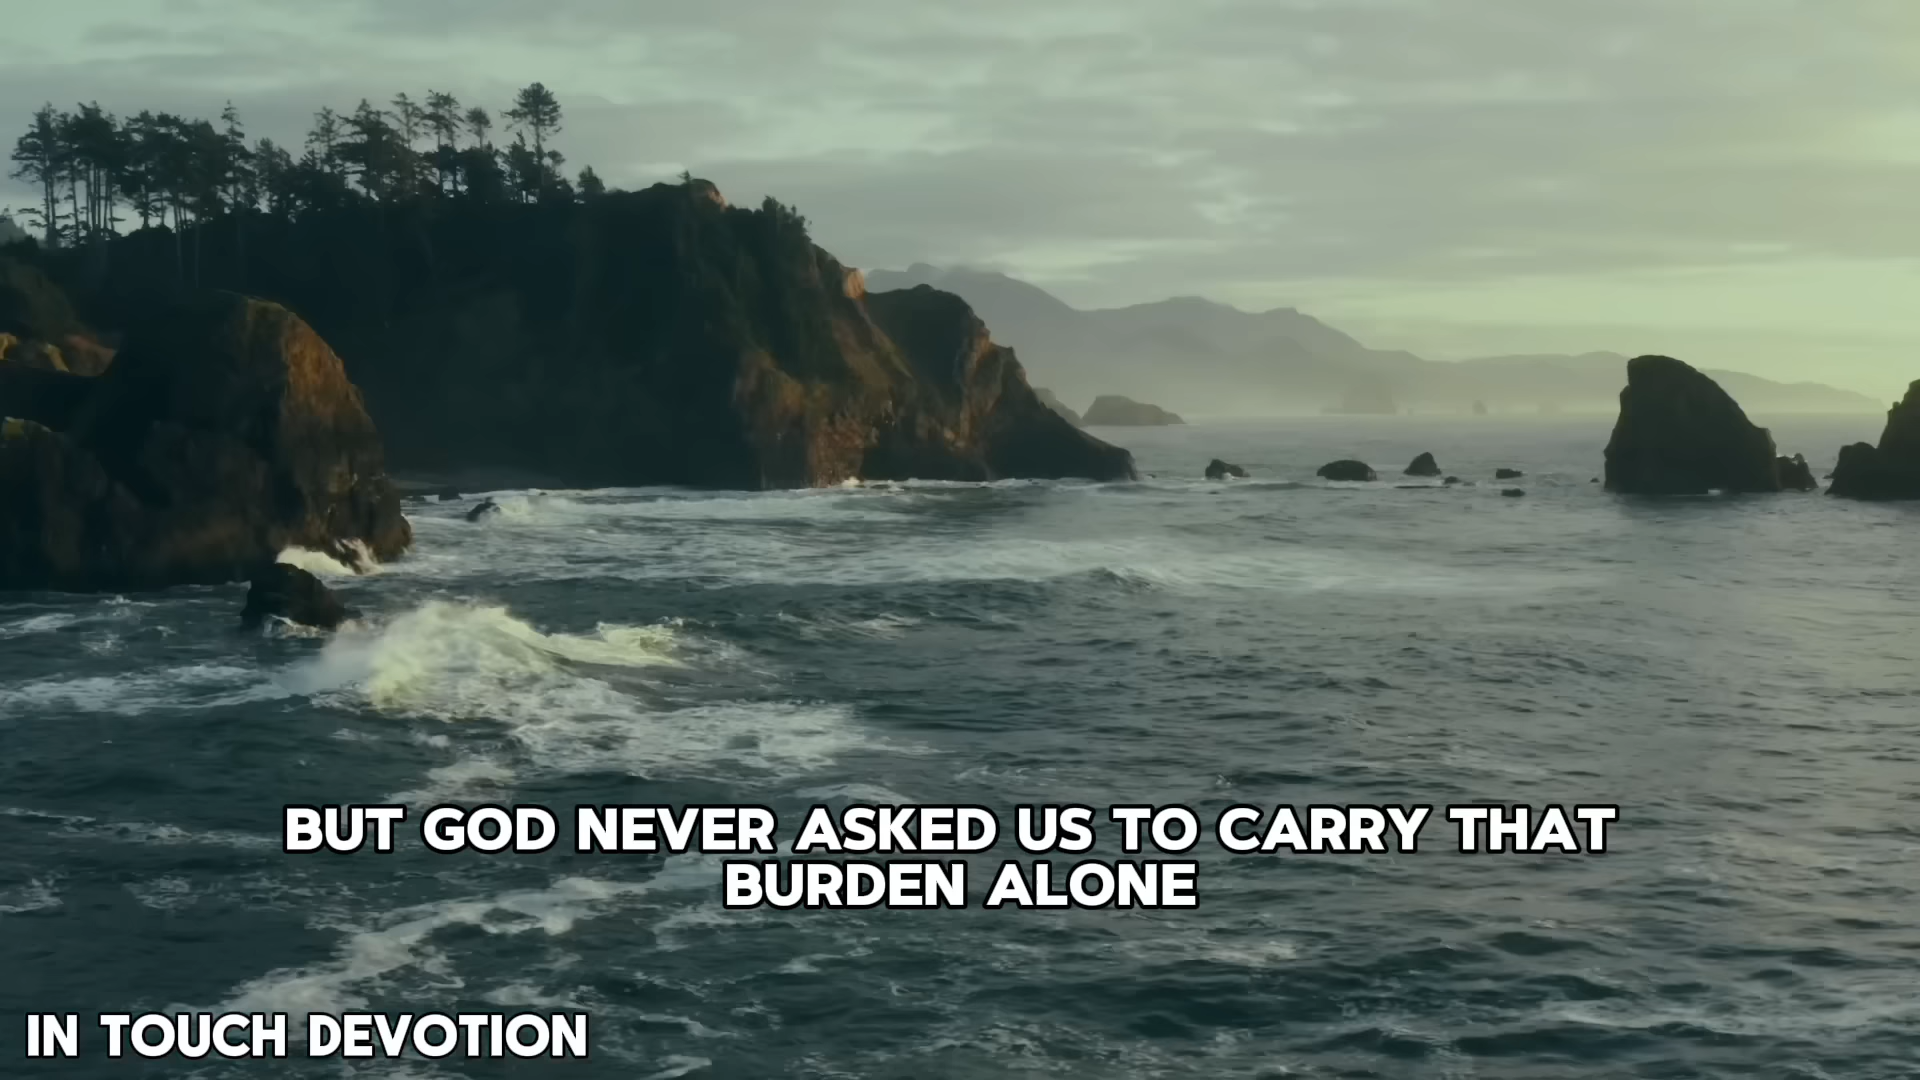 BUT GOD NEVER ASKED US TO CARRY THAT
BURDEN ALONE
IN TOUCH DEVOTION